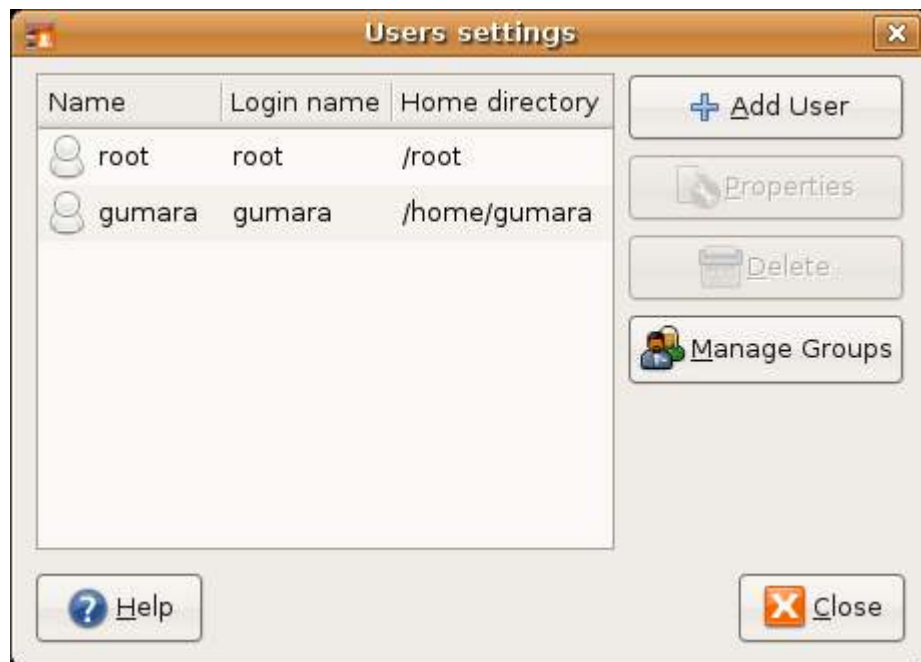 Users settings
Name Login name Home directory
root root /root
gumara gumara /home/gumara
Add User
Properties
Delete
Manage Groups
Help
Close